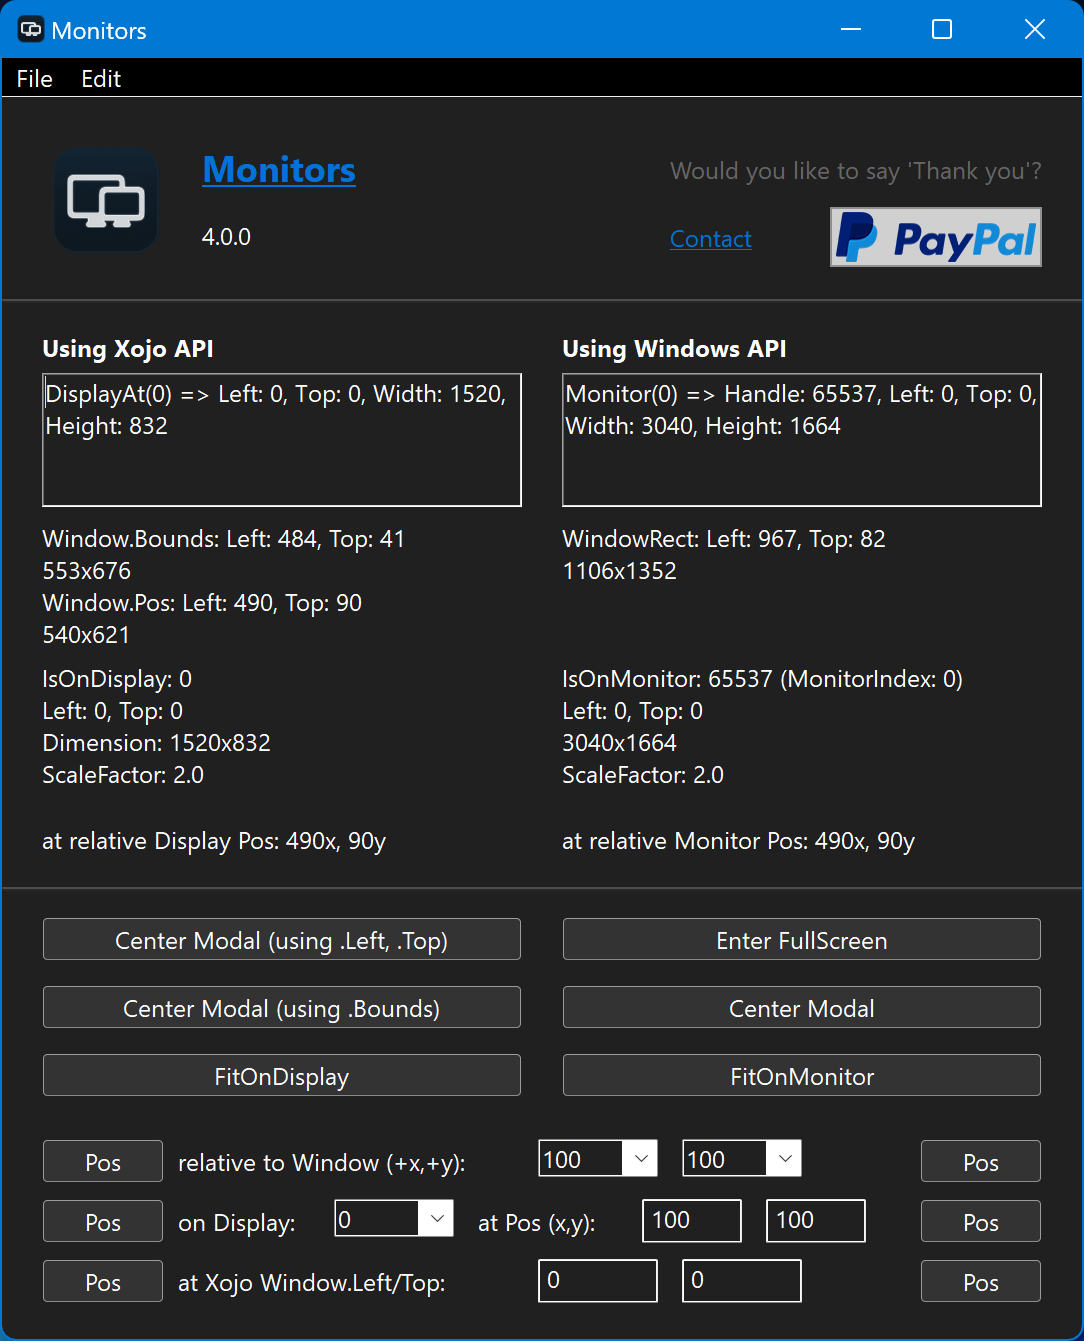 Monitors
File Edit
Monitors
Would you like to say 'Thank you'?
4.0.0
Contact
PayPal
Using Xojo API
DisplayAt(0) => Left: 0, Top: 0, Width: 1520,
Height: 832
Window.Bounds: Left: 484, Top: 41
553x676
Window.Pos: Left: 490, Top: 90
540x621
IsOnDisplay: 0
Left: 0, Top: 0
Dimension: 1520x832
ScaleFactor: 2.0
at relative Display Pos: 490x, 90y
Using Windows API
Monitor(0) => Handle: 65537, Left: 0, Top: 0,
Width: 3040, Height: 1664
WindowRect: Left: 967, Top: 82
1106x1352
IsOnMonitor: 65537 (MonitorIndex: 0)
Left: 0, Top: 0
3040x1664
ScaleFactor: 2.0
at relative Monitor Pos: 490x, 90y
Center Modal (using .Left, .Top)
Enter FullScreen
Center Modal (using .Bounds)
Center Modal
FitOnDisplay
FitOnMonitor
Pos relative to Window (+x,+y): 100 100 Pos
Pos on Display: 0 at Pos (x,y): 100 100 Pos
Pos at Xojo Window.Left/Top: 0 0 Pos